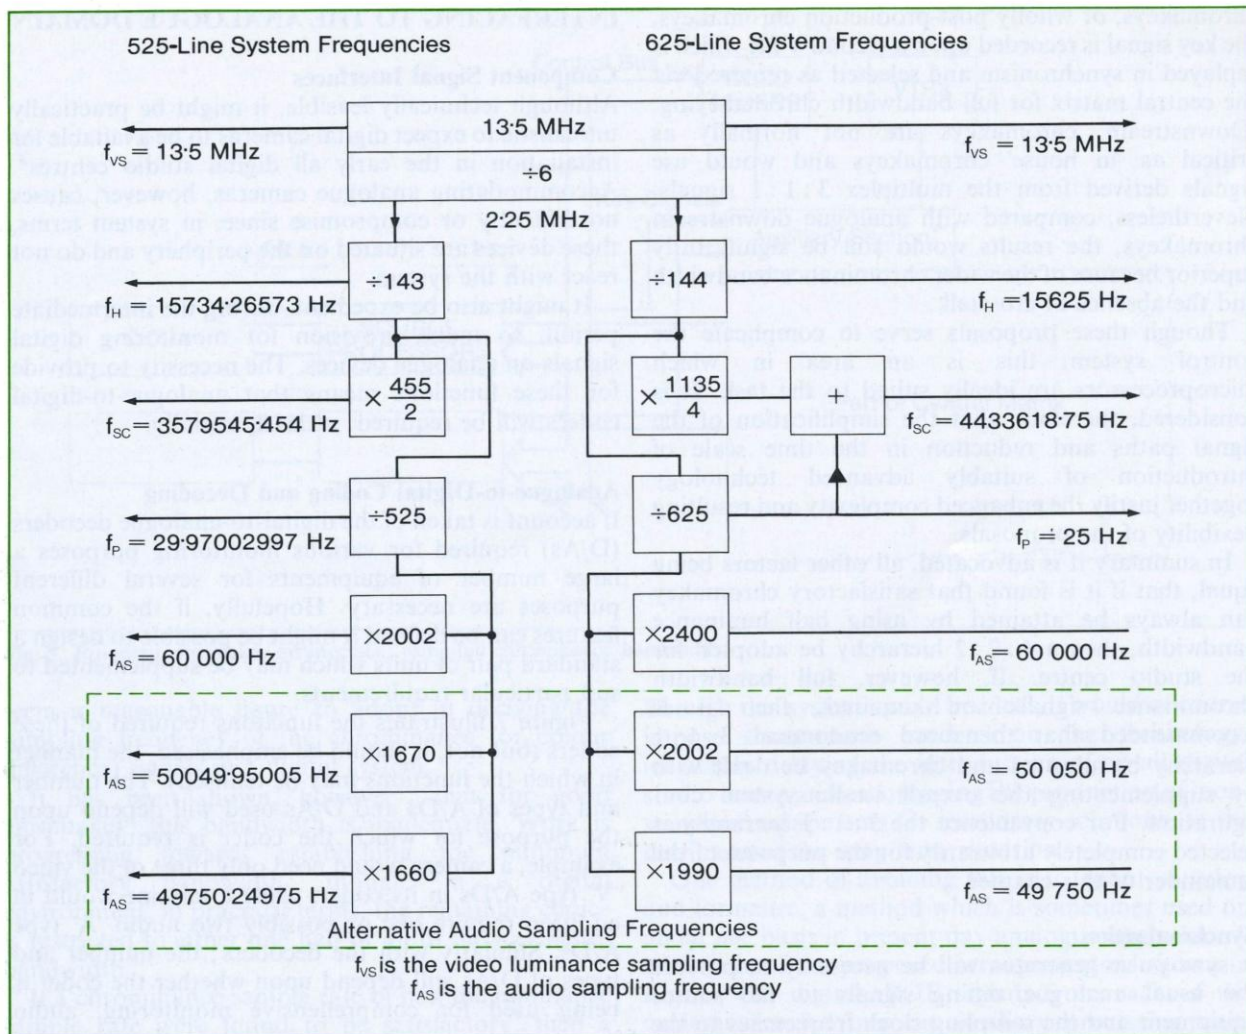 525-Line System Frequencies
625-Line System Frequencies
13·5 MHz
f_VS = 13·5 MHz
f_VS = 13·5 MHz
÷6
2·25 MHz
÷143
÷144
f_H = 15734·26573 Hz
f_H =15625 Hz
× 455/2
× 1135/4
+
f_SC = 3579545·454 Hz
f_SC = 4433618·75 Hz
÷525
÷625
f_P = 29·97002997 Hz
f_P = 25 Hz
×2002
×2400
f_AS = 60 000 Hz
f_AS = 60 000 Hz
×1670
×2002
f_AS = 50049·95005 Hz
f_AS = 50 050 Hz
×1660
×1990
f_AS = 49750·24975 Hz
f_AS = 49 750 Hz
Alternative Audio Sampling Frequencies
f_VS is the video luminance sampling frequency
f_AS is the audio sampling frequency